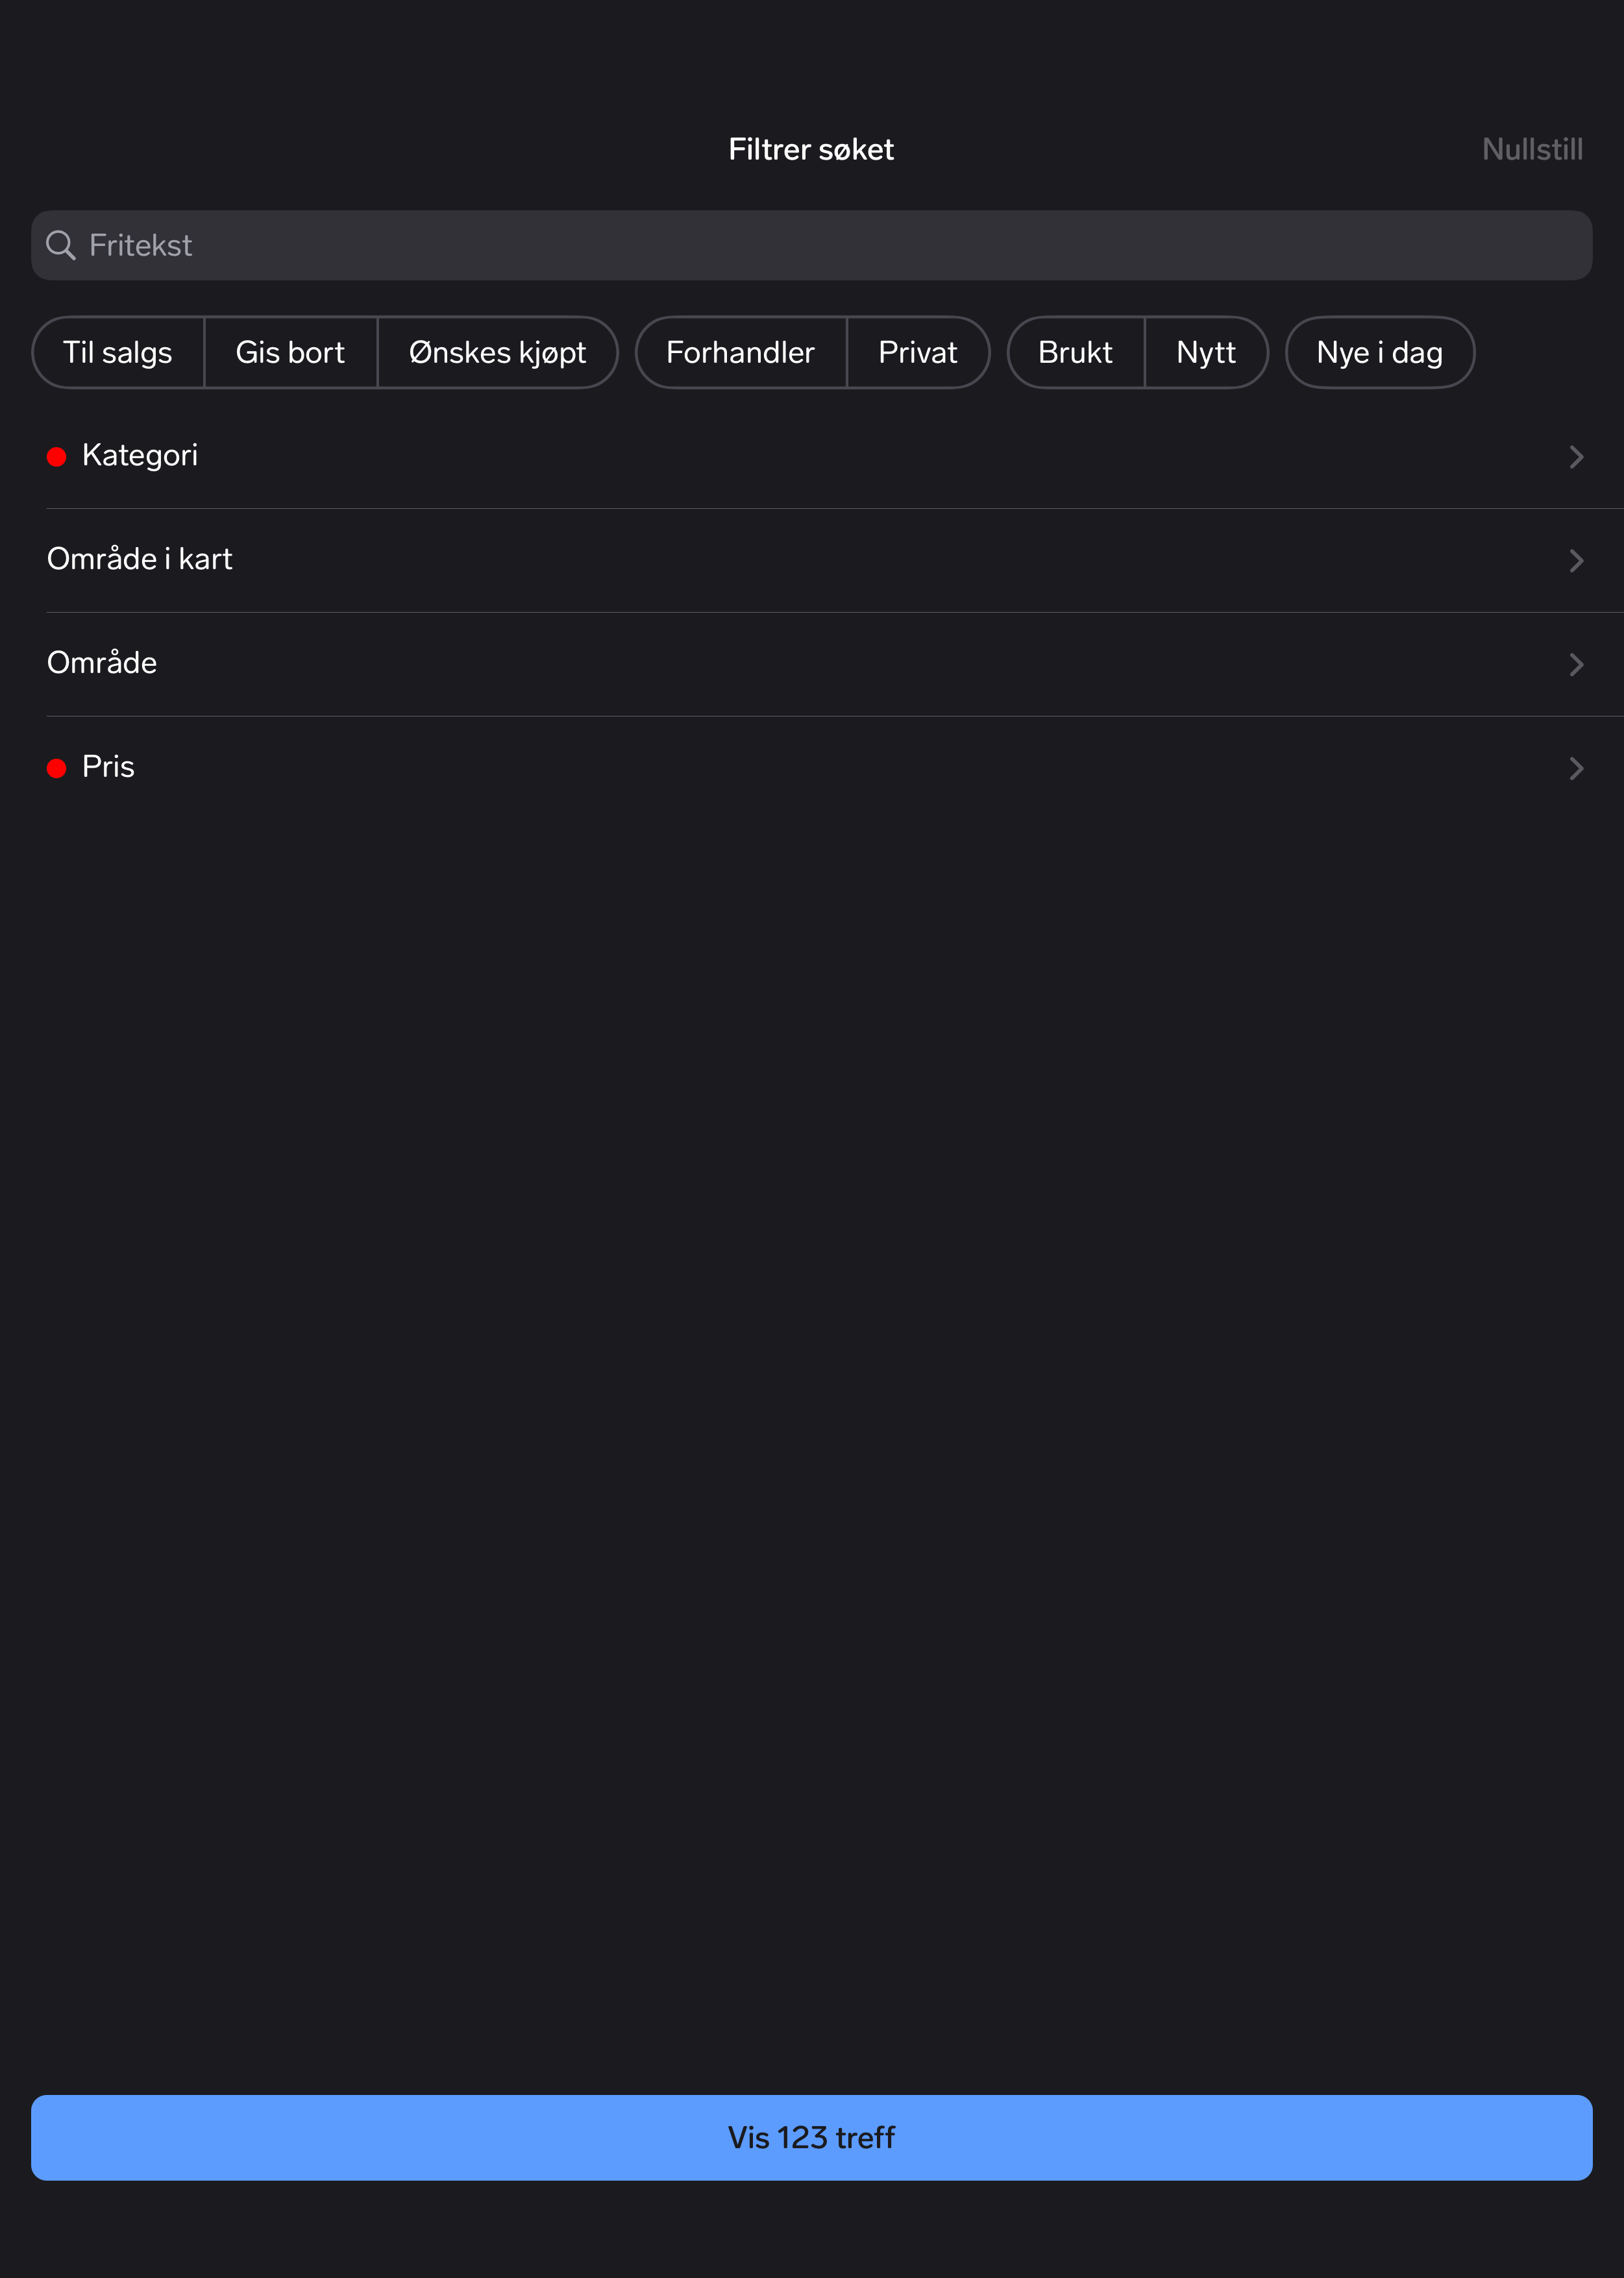 Filtrer søket
Nullstill
Fritekst
Til salgs Gis bort Ønskes kjøpt Forhandler Privat Brukt Nytt Nye i dag
Kategori
Område i kart
Område
Pris
Vis 123 treff